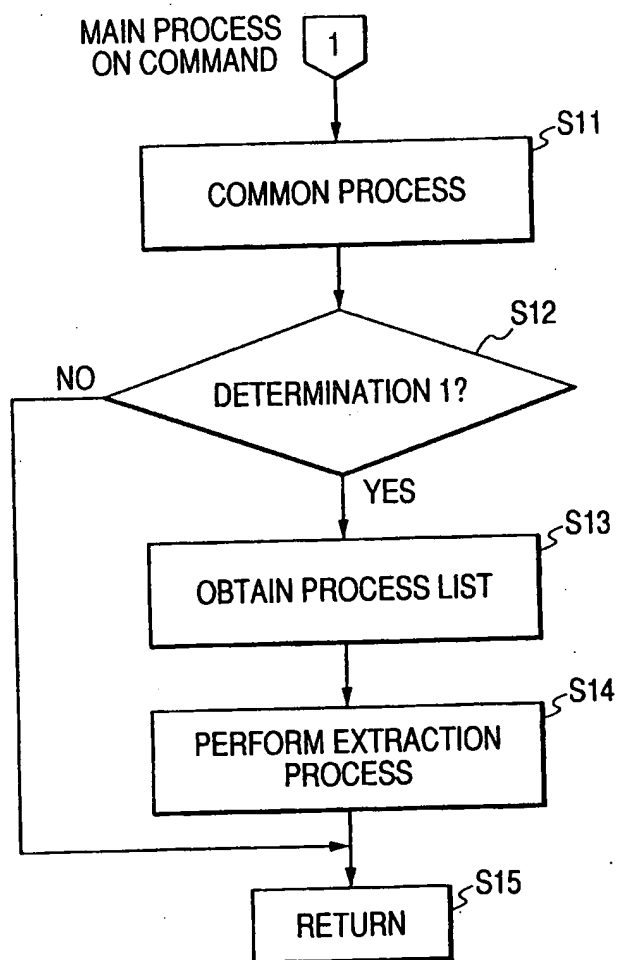 MAIN PROCESS
ON COMMAND
1
S11
COMMON PROCESS
S12
NO
DETERMINATION 1?
YES
S13
OBTAIN PROCESS LIST
S14
PERFORM EXTRACTION
PROCESS
S15
RETURN